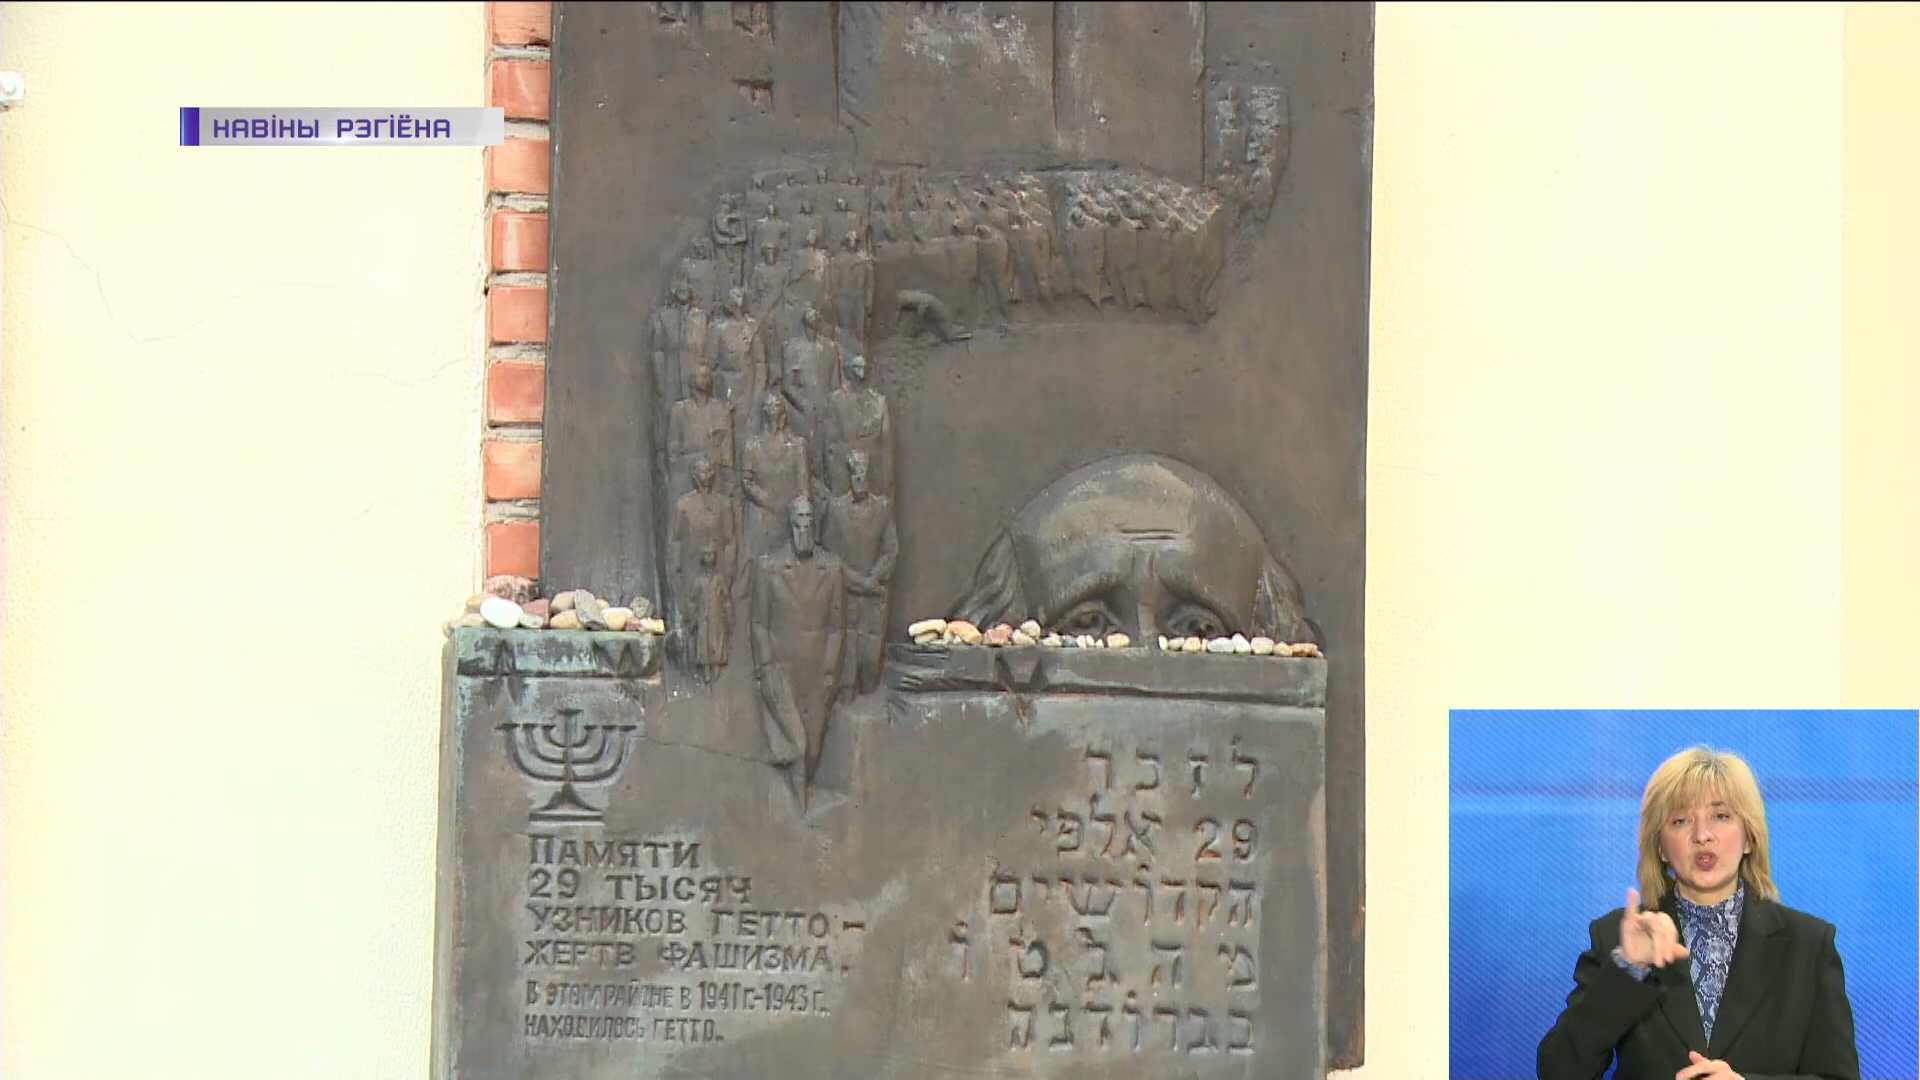 НАВІНЫ РЭГІЁНА
ПАМЯТИ
29 ТЫСЯЧ
УЗНИКОВ ГЕТТО –
ЖЕРТВ ФАШИЗМА.
В ЭТОМ РАЙОНЕ В 1941 Г.-1943 Г.,
НАХОДИЛОСЬ ГЕТТО.
לזכר
29 אלפי
הקדושים
מהגטו
בגרודנה